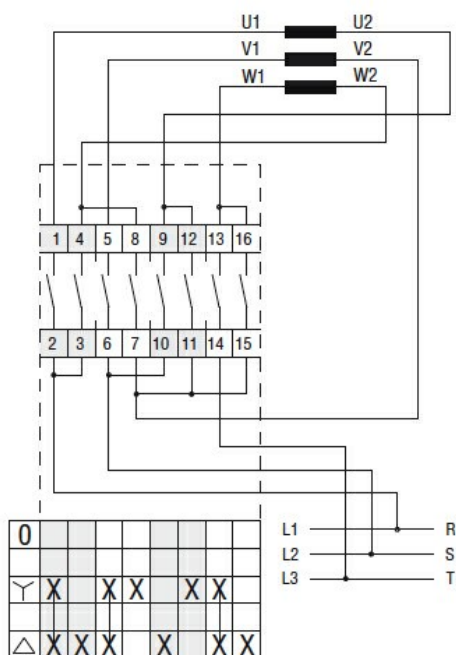 U1 U2
V1 V2
W1 W2
1 4 5 8 9 12 13 16
2 3 6 7 10 11 14 15
L1 R
L2 S
L3 T
0
Y X X X X X
△ X X X X X X